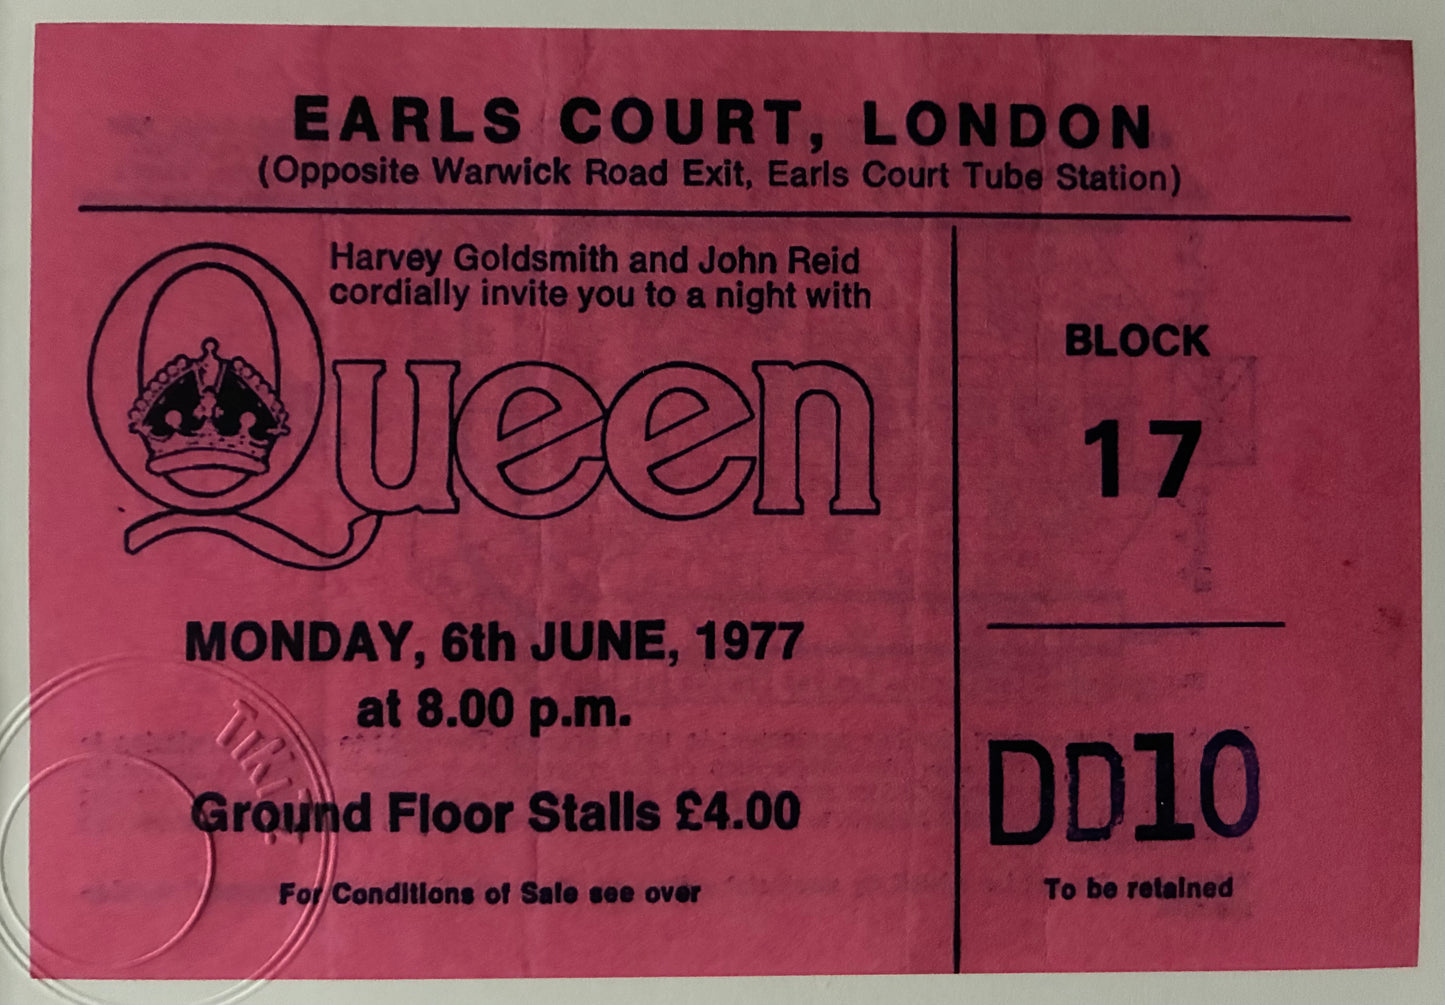 EARLS COURT, LONDON
(Opposite Warwick Road Exit, Earls Court Tube Station)
Harvey Goldsmith and John Reid
cordially invite you to a night with
Queen
MONDAY, 6th JUNE, 1977
at 8.00 p.m.
Ground Floor Stalls £4.00
For Conditions of Sale see over
BLOCK
17
DD10
To be retained